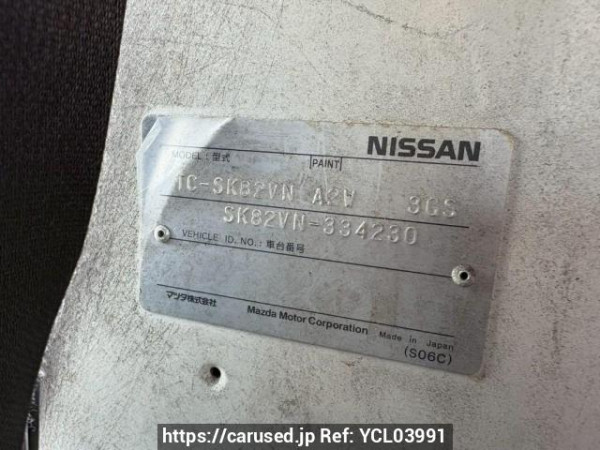 NISSAN
MODEL : 型式 PAINT
TC-SK82VN A2W 3GS
SK82VN-334230
VEHICLE ID. NO. : 車台番号
マツダ株式会社 Mazda Motor Corporation Made in Japan
(S06C)
https://carused.jp Ref: YCL03991